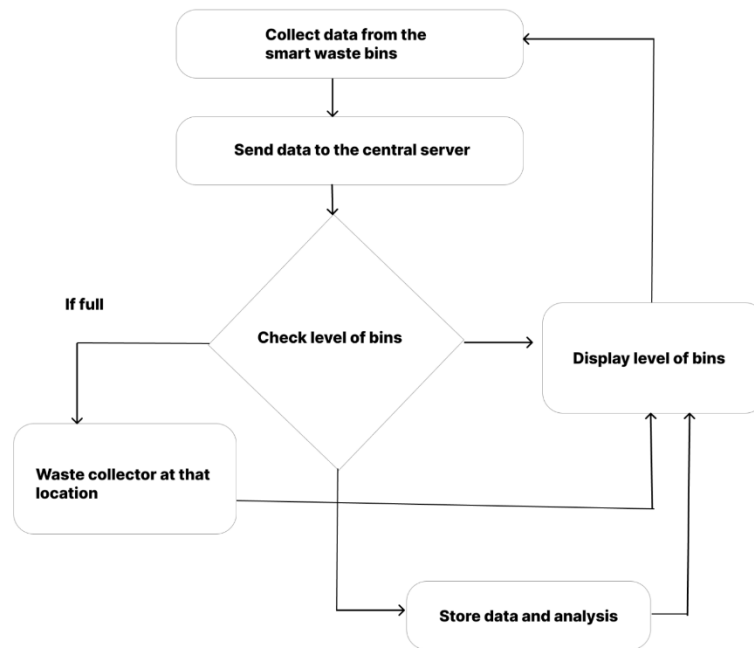 Collect data from the
smart waste bins
Send data to the central server
If full
Check level of bins
Display level of bins
Waste collector at that
location
Store data and analysis